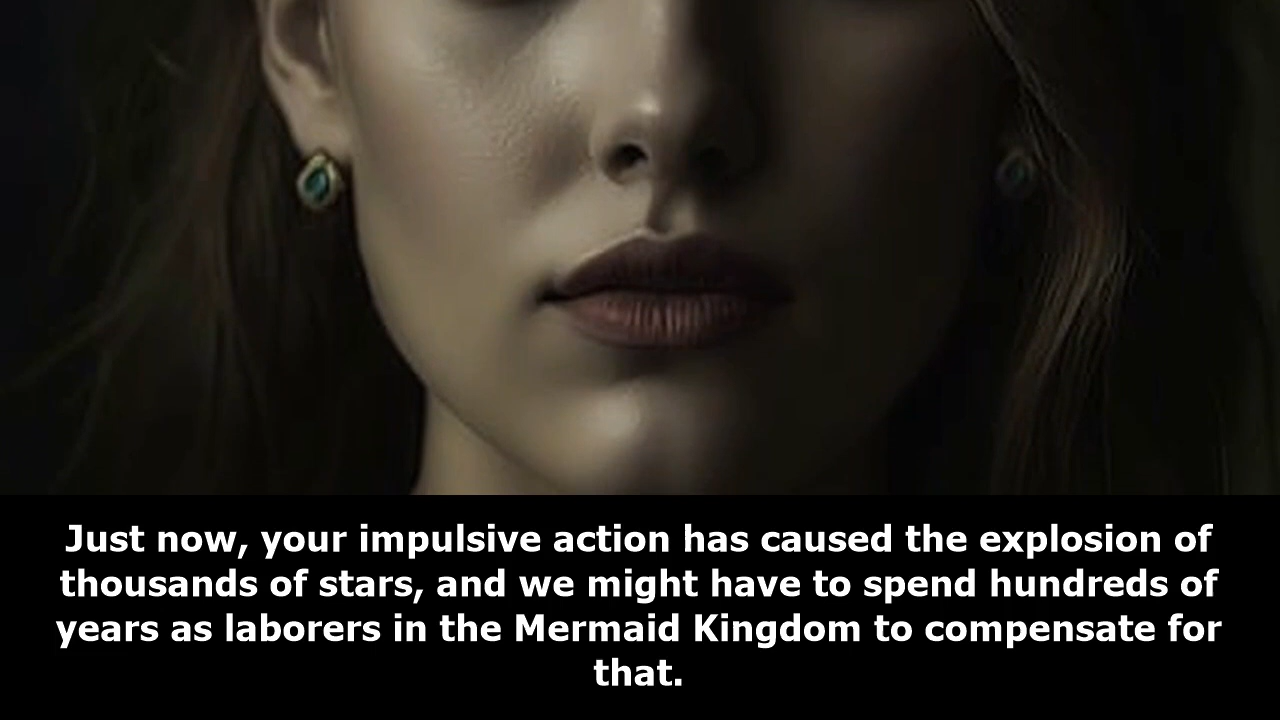 Just now, your impulsive action has caused the explosion of
thousands of stars, and we might have to spend hundreds of
years as laborers in the Mermaid Kingdom to compensate for
that.